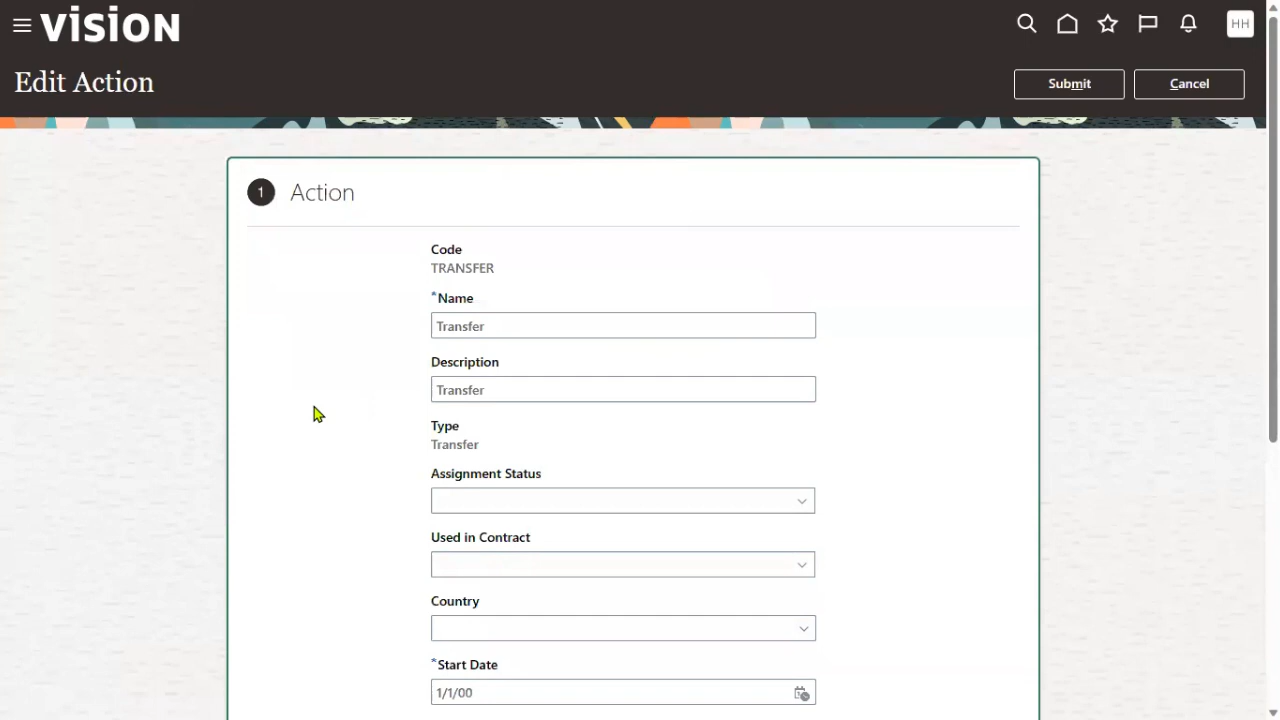 vision
HH
Edit Action
Submit
Cancel
1 Action
Code
TRANSFER
*Name
Transfer
Description
Transfer
Type
Transfer
Assignment Status
Used in Contract
Country
*Start Date
1/1/00